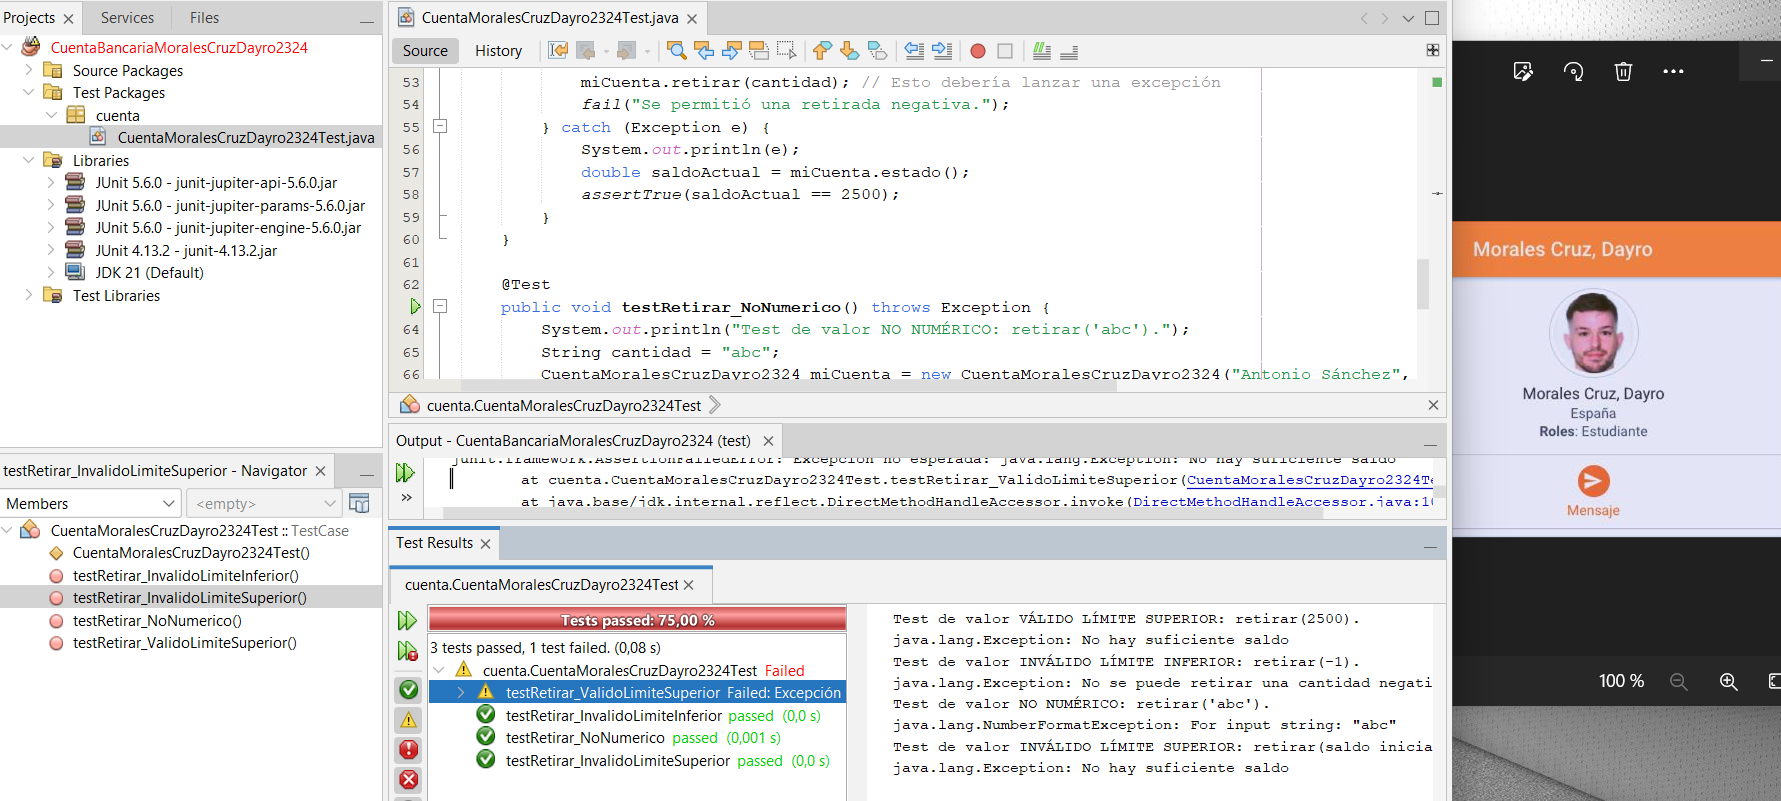 Projects
Services
Files
CuentaBancariaMoralesCruzDayro2324
Source Packages
Test Packages
cuenta
CuentaMoralesCruzDayro2324Test.java
Libraries
JUnit 5.6.0 - junit-jupiter-api-5.6.0.jar
JUnit 5.6.0 - junit-jupiter-params-5.6.0.jar
JUnit 5.6.0 - junit-jupiter-engine-5.6.0.jar
JUnit 4.13.2 - junit-4.13.2.jar
JDK 21 (Default)
Test Libraries
testRetirar_InvalidoLimiteSuperior - Navigator
Members
<empty>
CuentaMoralesCruzDayro2324Test :: TestCase
CuentaMoralesCruzDayro2324Test()
testRetirar_InvalidoLimiteInferior()
testRetirar_InvalidoLimiteSuperior()
testRetirar_NoNumerico()
testRetirar_ValidoLimiteSuperior()
CuentaMoralesCruzDayro2324Test.java
Source
History
53 miCuenta.retirar(cantidad); // Esto debería lanzar una excepción
54 fail("Se permitió una retirada negativa.");
55 } catch (Exception e) {
56 System.out.println(e);
57 double saldoActual = miCuenta.estado();
58 assertTrue(saldoActual == 2500);
59 }
60 }
61
62 @Test
public void testRetirar_NoNumerico() throws Exception {
64 System.out.println("Test de valor NO NUMÉRICO: retirar('abc').");
65 String cantidad = "abc";
66 CuentaMoralesCruzDayro2324 miCuenta = new CuentaMoralesCruzDayro2324("Antonio Sánchez",
cuenta.CuentaMoralesCruzDayro2324Test
Output - CuentaBancariaMoralesCruzDayro2324 (test)
junit.framework.AssertionFailedError: Excepción no esperada: java.lang.Exception: No hay suficiente saldo
at cuenta.CuentaMoralesCruzDayro2324Test.testRetirar_ValidoLimiteSuperior(CuentaMoralesCruzDayro2324Te
at java.base/jdk.internal.reflect.DirectMethodHandleAccessor.invoke(DirectMethodHandleAccessor.java:10
Test Results
cuenta.CuentaMoralesCruzDayro2324Test
Tests passed: 75,00 %
3 tests passed, 1 test failed. (0,08 s)
cuenta.CuentaMoralesCruzDayro2324Test Failed
testRetirar_ValidoLimiteSuperior Failed: Excepción
testRetirar_InvalidoLimiteInferior passed (0,0 s)
testRetirar_NoNumerico passed (0,001 s)
testRetirar_InvalidoLimiteSuperior passed (0,0 s)
Test de valor VÁLIDO LÍMITE SUPERIOR: retirar(2500).
java.lang.Exception: No hay suficiente saldo
Test de valor INVÁLIDO LÍMITE INFERIOR: retirar(-1).
java.lang.Exception: No se puede retirar una cantidad negati
Test de valor NO NUMÉRICO: retirar('abc').
java.lang.NumberFormatException: For input string: "abc"
Test de valor INVÁLIDO LÍMITE SUPERIOR: retirar(saldo inicia
java.lang.Exception: No hay suficiente saldo
Morales Cruz, Dayro
Morales Cruz, Dayro
España
Roles: Estudiante
Mensaje
100 %